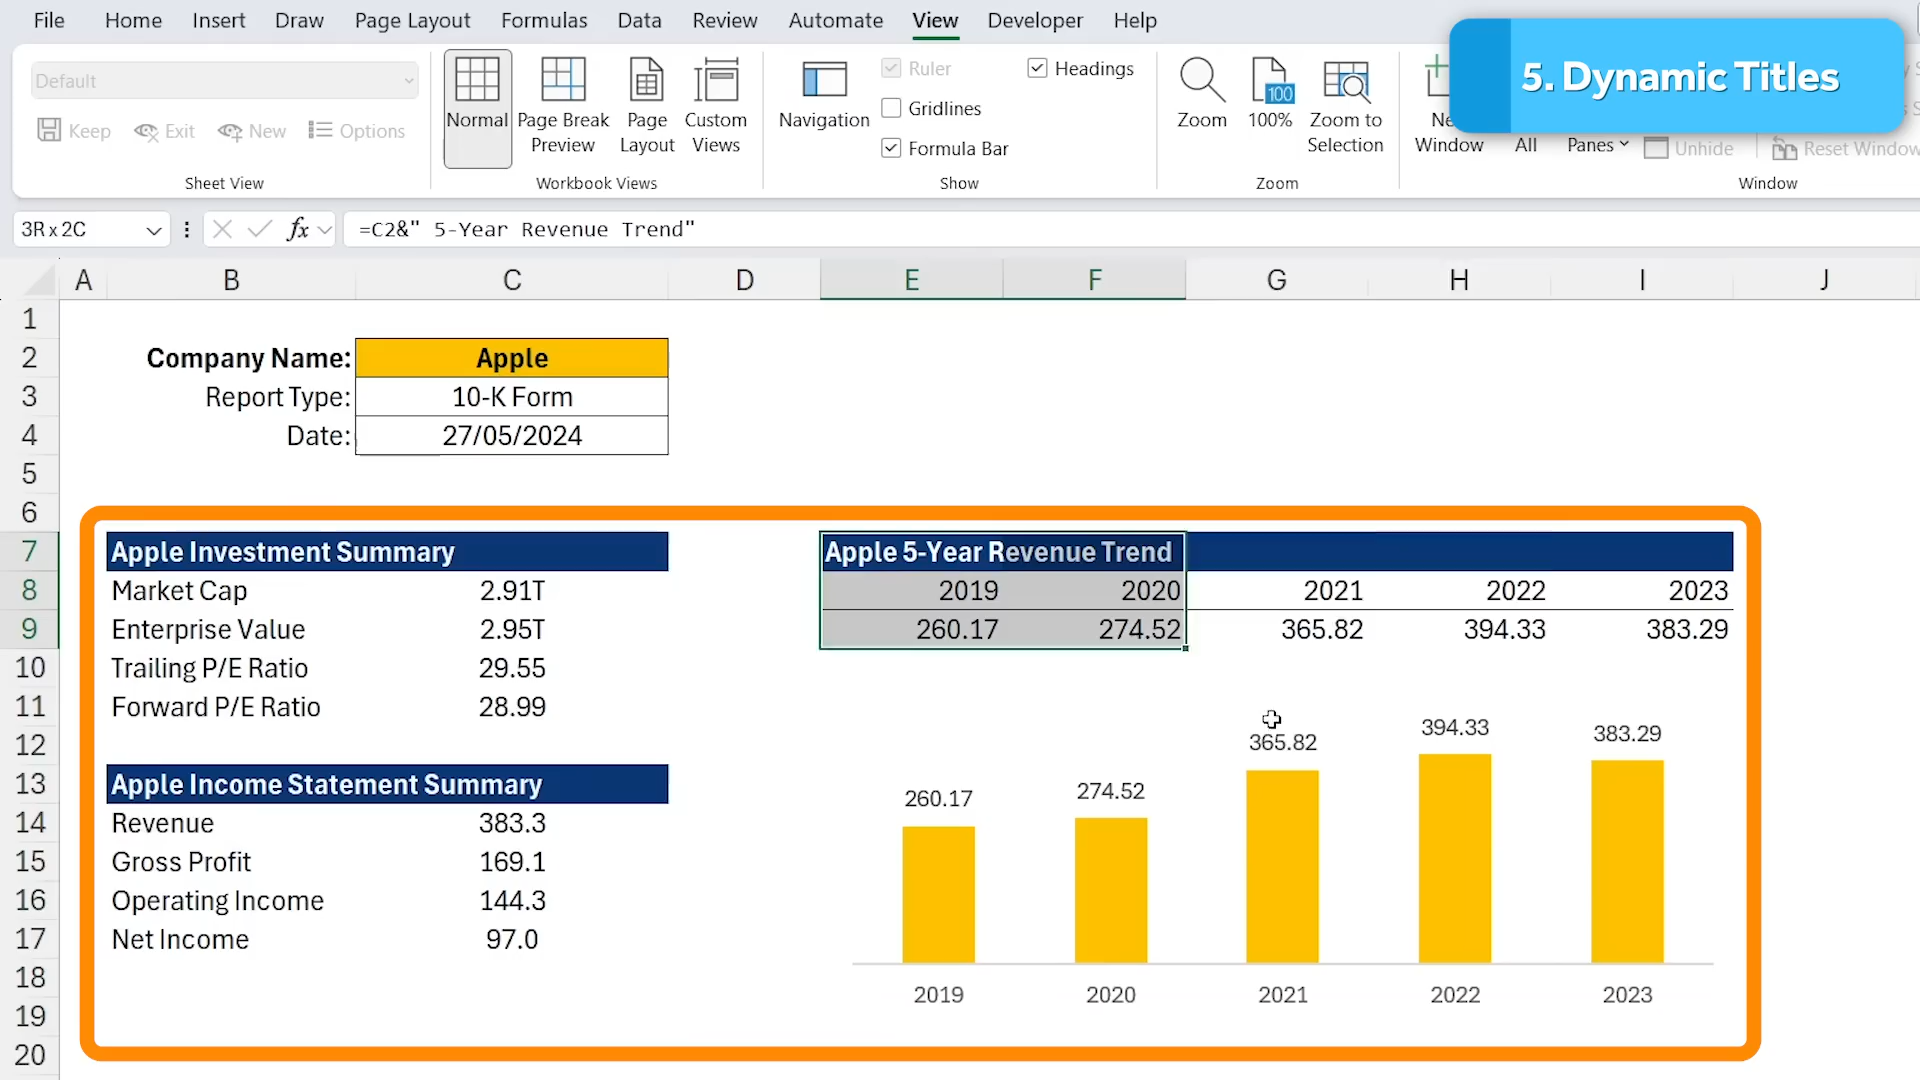 File Home Insert Draw Page Layout Formulas Data Review Automate View Developer Help
5. Dynamic Titles
Default
Keep Exit New Options
Sheet View
Normal
Page Break Preview
Page Layout
Custom Views
Workbook Views
Navigation
Ruler
Gridlines
Formula Bar
Headings
Show
Zoom
100
100%
Zoom to Selection
Zoom
Window
All
Panes
Unhide
Reset Window
Window
3R x 2C
fx
=C2&" 5-Year Revenue Trend"
A B C D E F G H I J
1
2 Company Name: Apple
3 Report Type: 10-K Form
4 Date: 27/05/2024
5
6
7 Apple Investment Summary Apple 5-Year Revenue Trend
8 Market Cap 2.91T 2019 2020 2021 2022 2023
9 Enterprise Value 2.95T 260.17 274.52 365.82 394.33 383.29
10 Trailing P/E Ratio 29.55
11 Forward P/E Ratio 28.99
12
13 Apple Income Statement Summary
14 Revenue 383.3
15 Gross Profit 169.1
16 Operating Income 144.3
17 Net Income 97.0
18
19
20
260.17 274.52 365.82 394.33 383.29
2019 2020 2021 2022 2023